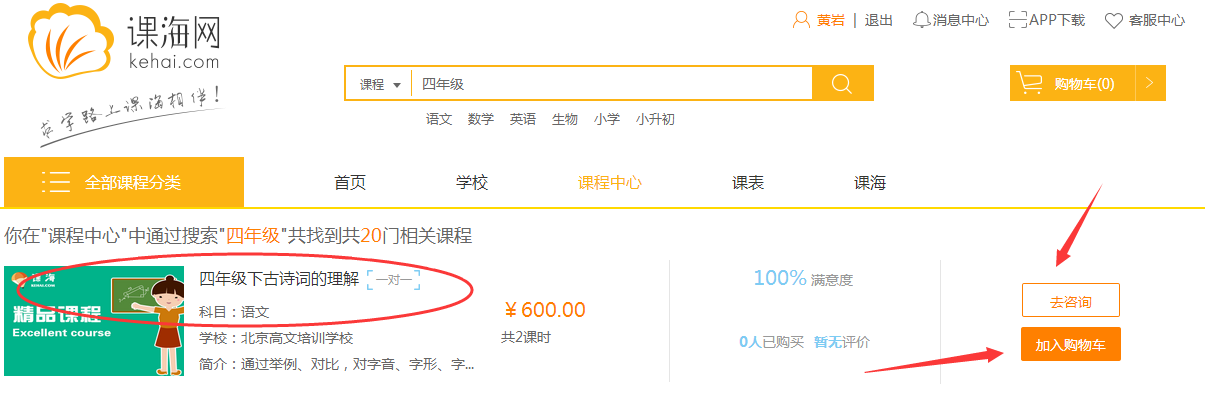 课海网
kehai.com
求学路上课海相伴！
黄岩 | 退出 消息中心 APP下载 客服中心
课程 四年级
购物车(0)
语文 数学 英语 生物 小学 小升初
全部课程分类 首页 学校 课程中心 课表 课海
你在"课程中心"中通过搜索"四年级"共找到共20门相关课程
课海
KEHAI.COM
精品课程
Excellent course
四年级下古诗词的理解 一对一
科目：语文
学校：北京高文培训学校
简介：通过举例、对比，对字音、字形、字...
￥600.00
共2课时
100% 满意度
0人已购买 暂无评价
去咨询
加入购物车